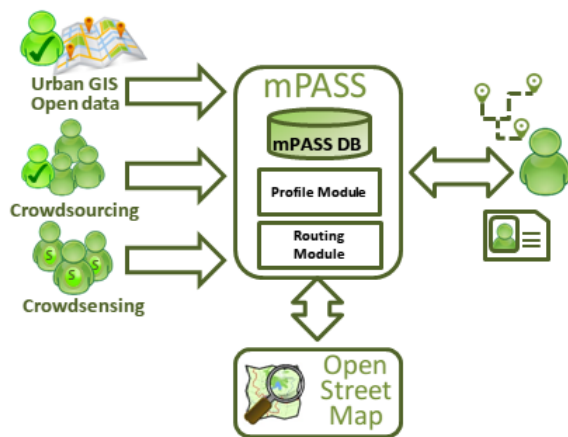 Urban GIS
Open data
Crowdsourcing
S
S
S
Crowdsensing
mPASS
mPASS DB
Profile Module
Routing
Module
Open
Street
Map